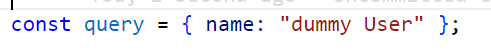 const query = { name: "dummy User" };